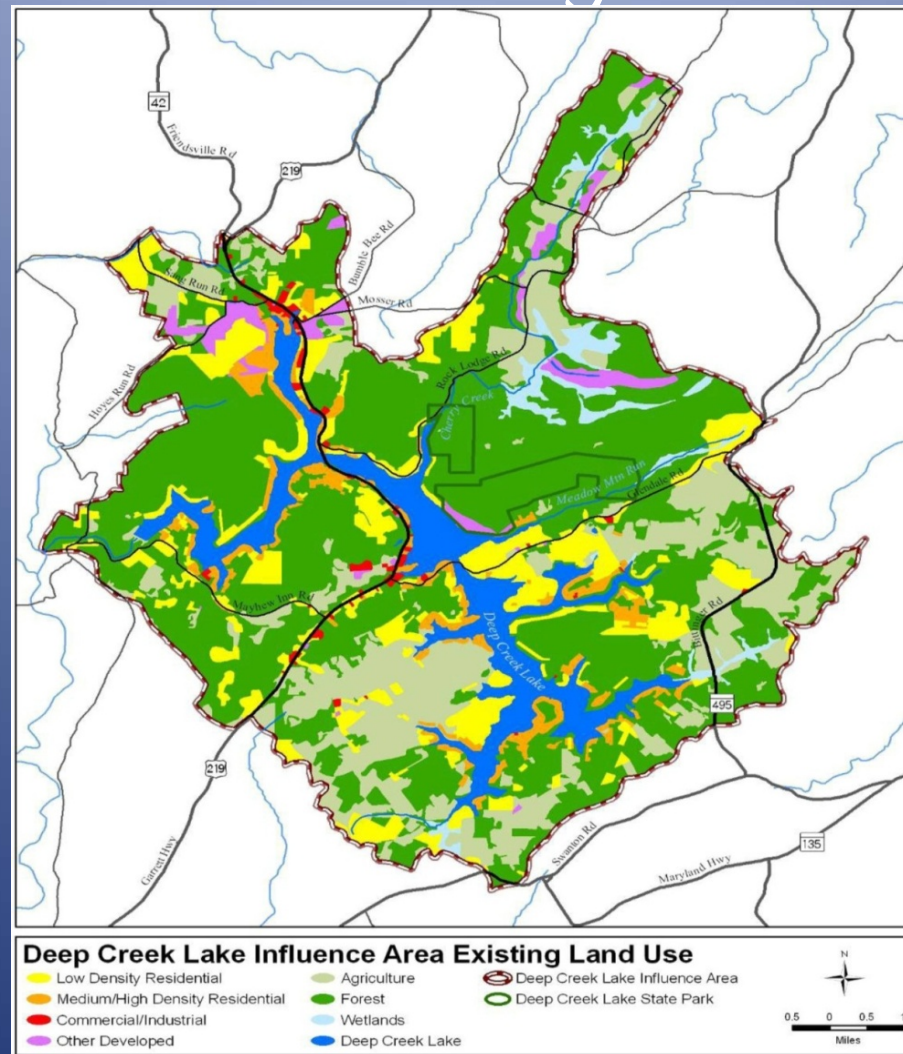 42
Friendsville Rd
219
Bumble Bee Rd
Sang Run Rd
Mosser Rd
Hoyes Run Rd
Rock Lodge Rd
Cherry Creek
Meadow Mtn Run
Glendale Rd
Mayhew Inn Rd
Deep Creek Lake
Bittinger Rd
495
219
Garrett Hwy
Swanton Rd
135
Maryland Hwy
Deep Creek Lake Influence Area Existing Land Use
Low Density Residential
Medium/High Density Residential
Commercial/Industrial
Other Developed
Agriculture
Forest
Wetlands
Deep Creek Lake
Deep Creek Lake Influence Area
Deep Creek Lake State Park
N
0.5 0 0.5 1
Miles